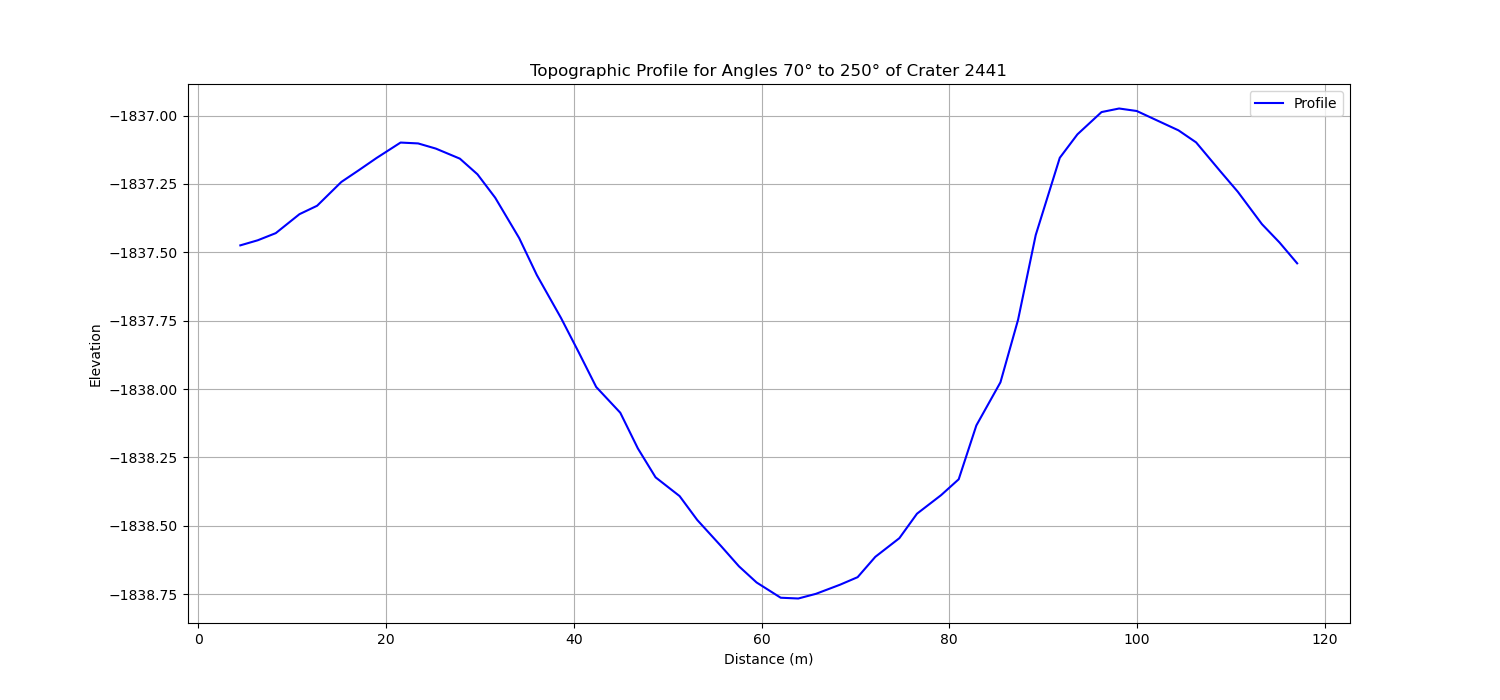 Topographic Profile for Angles 70° to 250° of Crater 2441
Profile
−1837.00
−1837.25
−1837.50
−1837.75
−1838.00
−1838.25
−1838.50
−1838.75
Elevation
0 20 40 60 80 100 120
Distance (m)